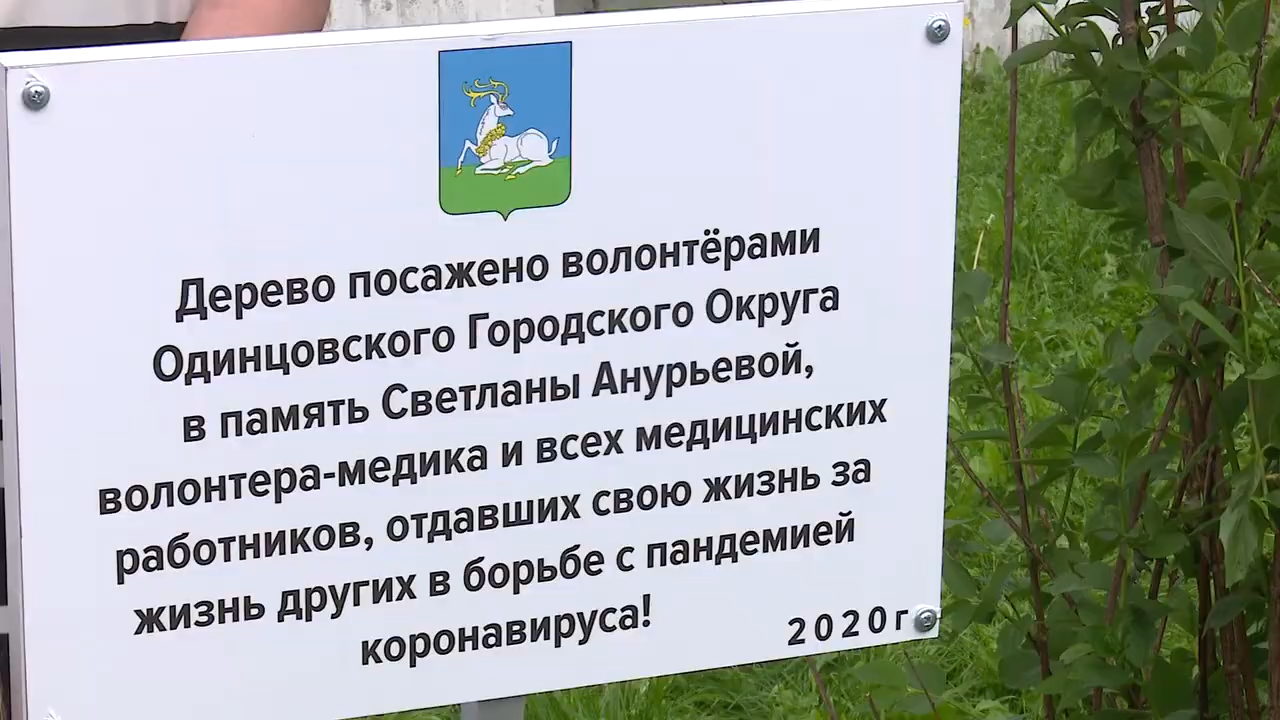 Дерево посажено волонтёрами
Одинцовского Городского Округа
в память Светланы Анурьевой,
волонтера-медика и всех медицинских
работников, отдавших свою жизнь за
жизнь других в борьбе с пандемией
коронавируса!
2020г